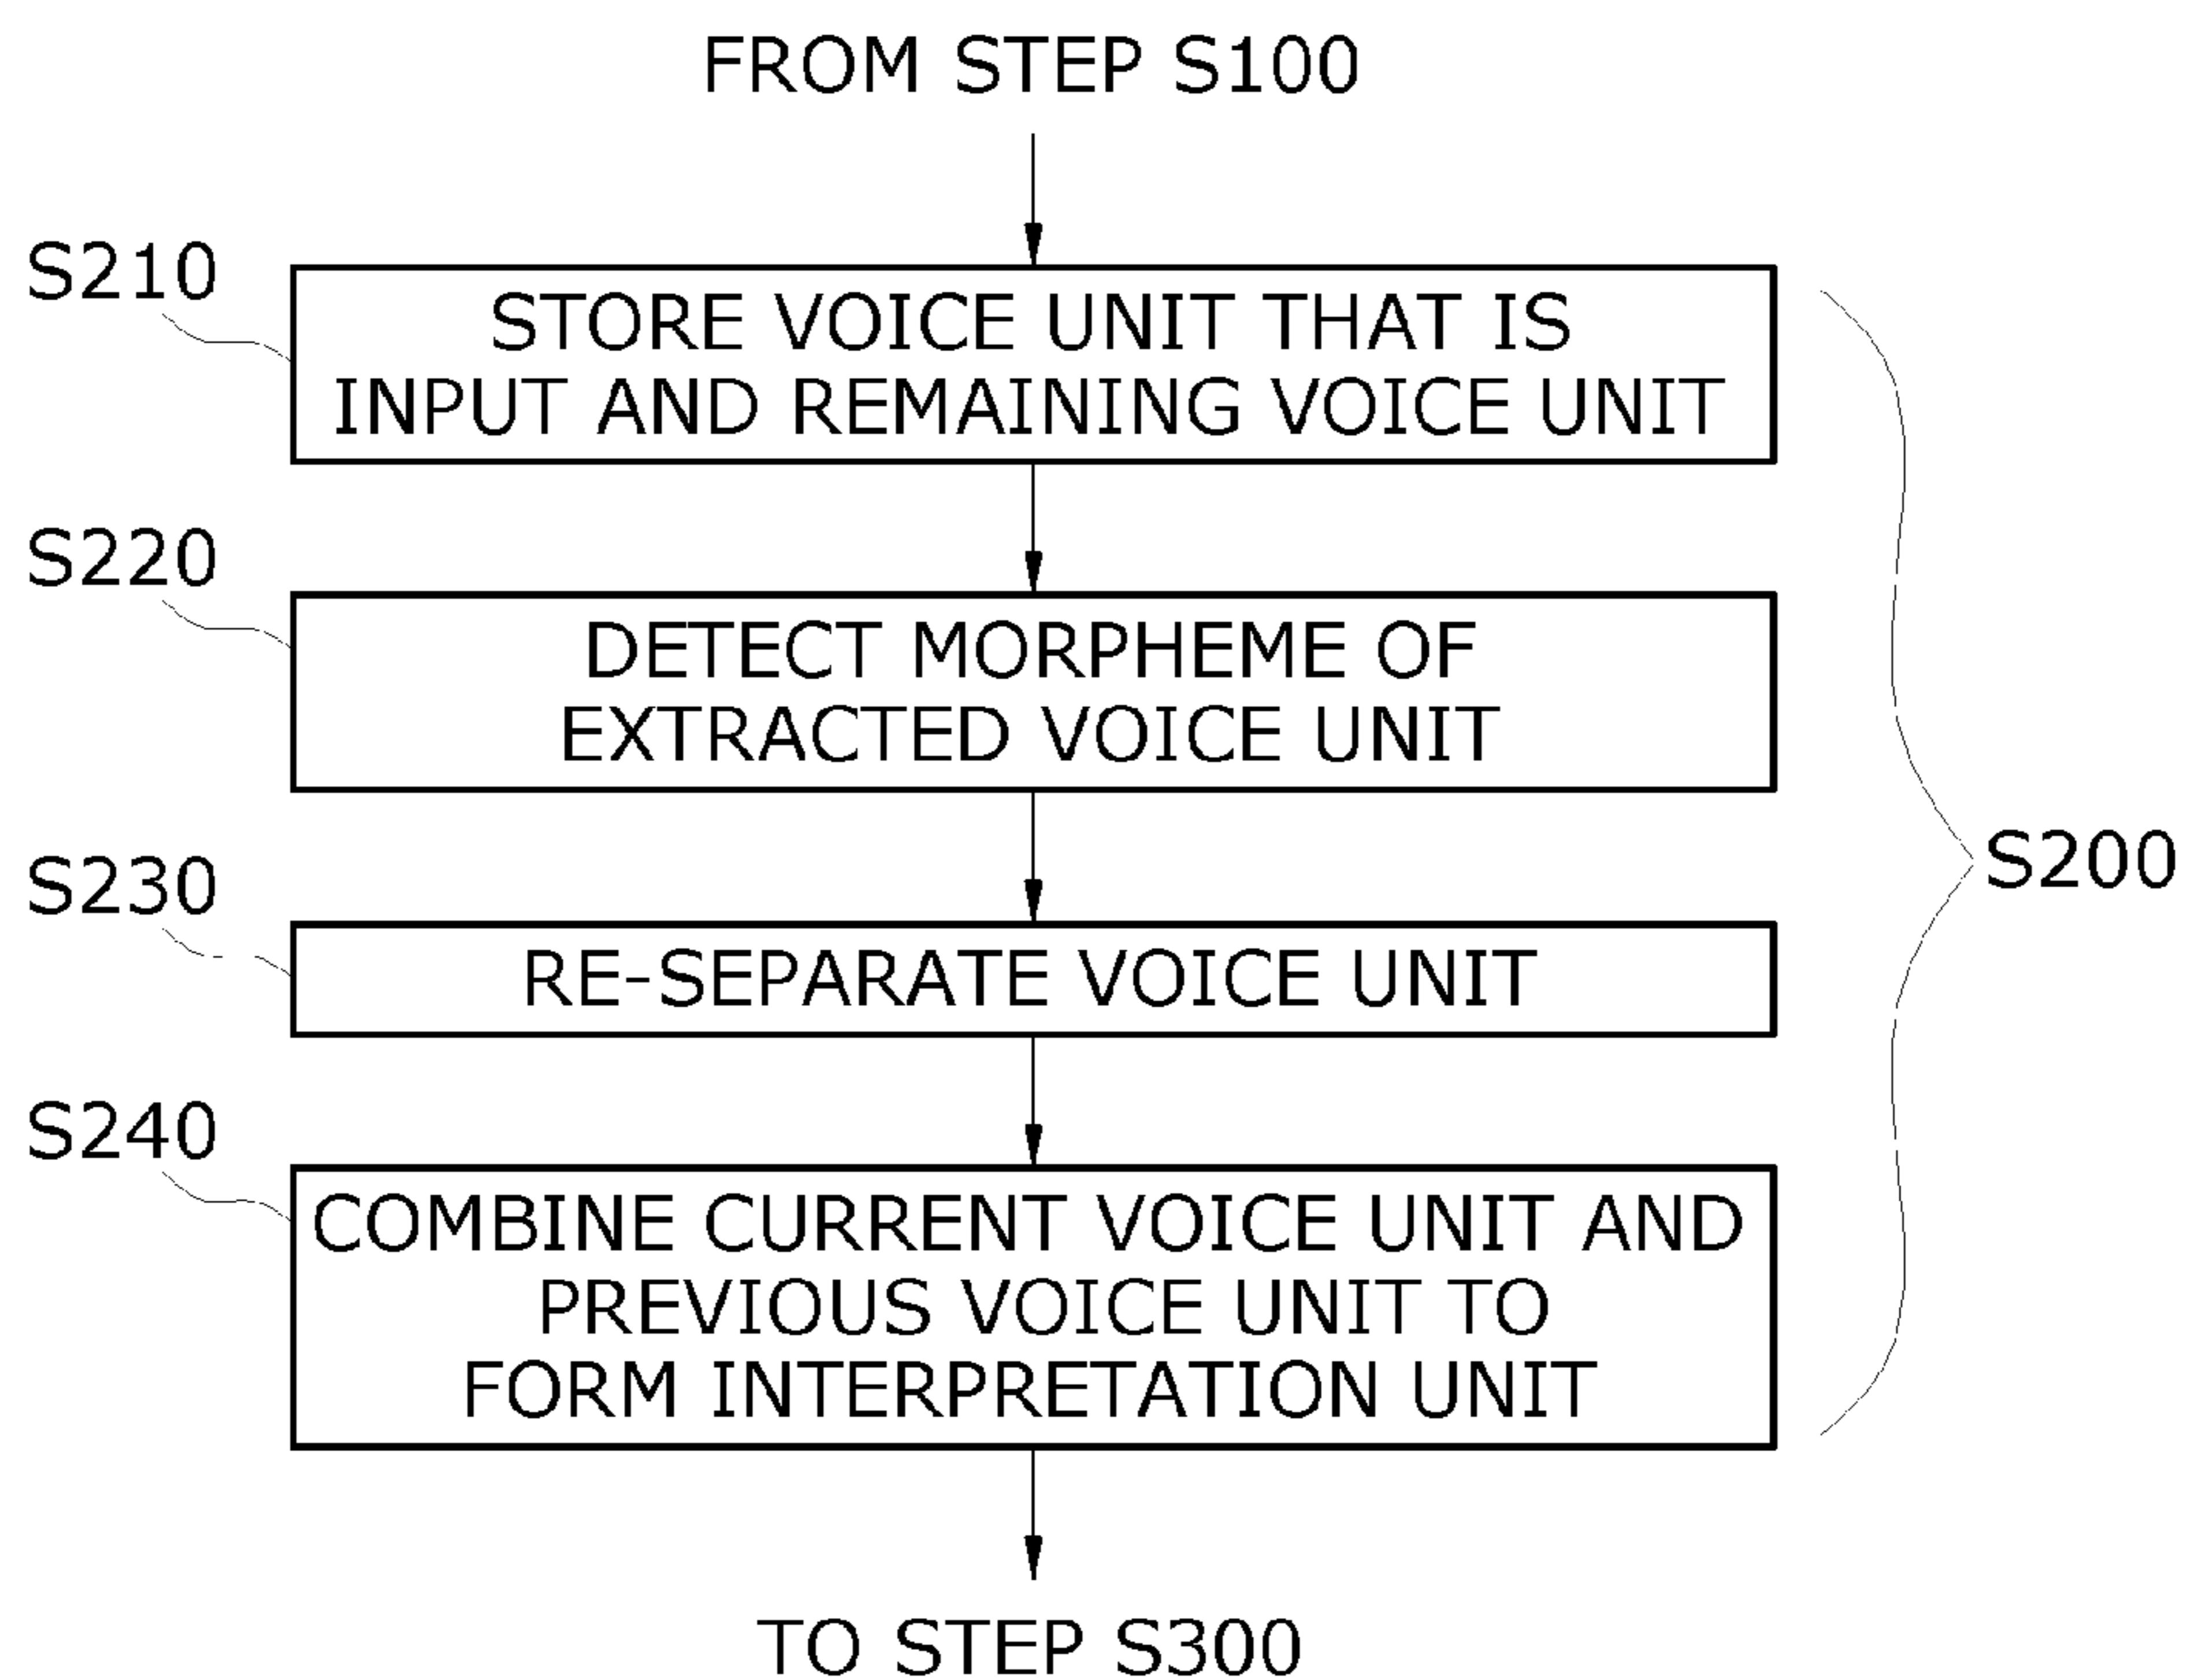 FROM STEP S100
S210
STORE VOICE UNIT THAT IS
INPUT AND REMAINING VOICE UNIT
S220
DETECT MORPHEME OF
EXTRACTED VOICE UNIT
S230
RE-SEPARATE VOICE UNIT
S200
S240
COMBINE CURRENT VOICE UNIT AND
PREVIOUS VOICE UNIT TO
FORM INTERPRETATION UNIT
TO STEP S300